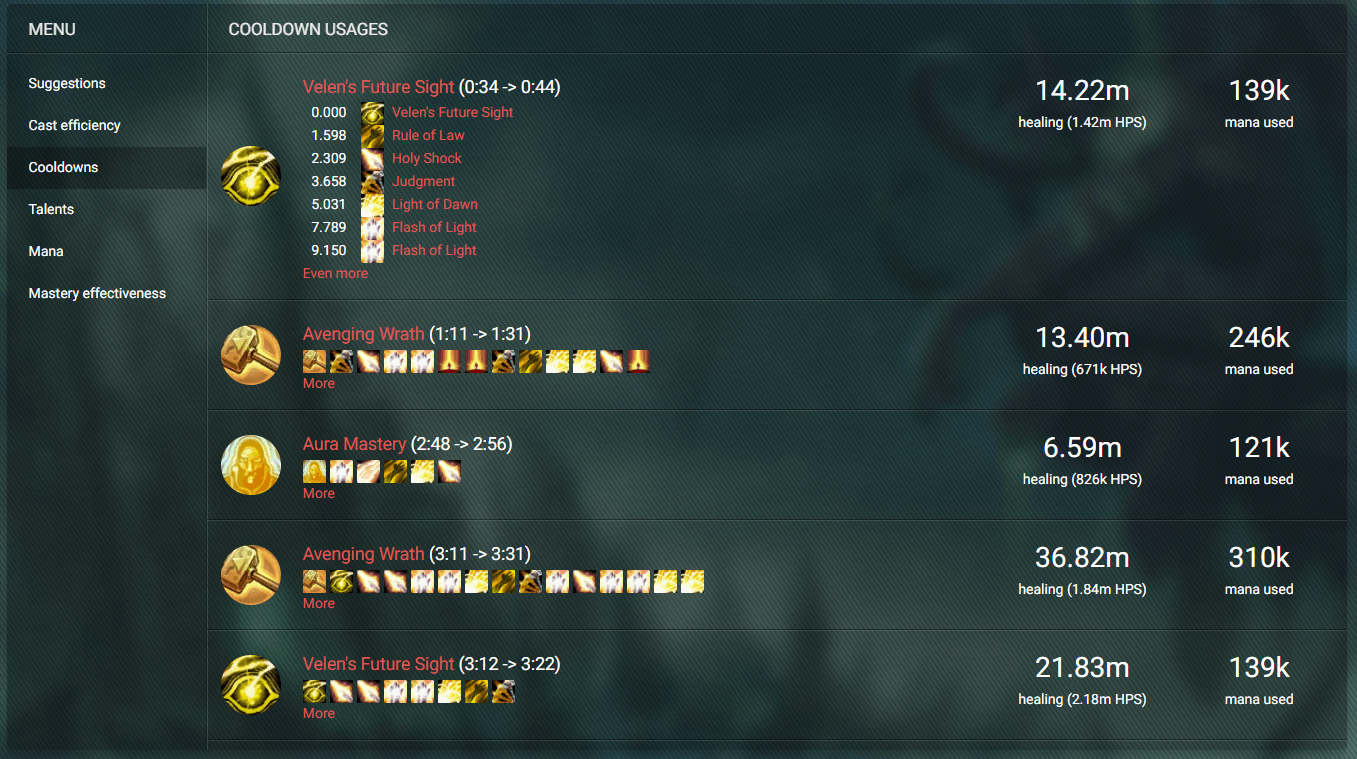 MENU
COOLDOWN USAGES
Suggestions
Cast efficiency
Cooldowns
Talents
Mana
Mastery effectiveness
Velen's Future Sight (0:34 -> 0:44)
0.000 Velen's Future Sight
1.598 Rule of Law
2.309 Holy Shock
3.658 Judgment
5.031 Light of Dawn
7.789 Flash of Light
9.150 Flash of Light
Even more
14.22m
healing (1.42m HPS)
139k
mana used
Avenging Wrath (1:11 -> 1:31)
More
13.40m
healing (671k HPS)
246k
mana used
Aura Mastery (2:48 -> 2:56)
More
6.59m
healing (826k HPS)
121k
mana used
Avenging Wrath (3:11 -> 3:31)
More
36.82m
healing (1.84m HPS)
310k
mana used
Velen's Future Sight (3:12 -> 3:22)
More
21.83m
healing (2.18m HPS)
139k
mana used